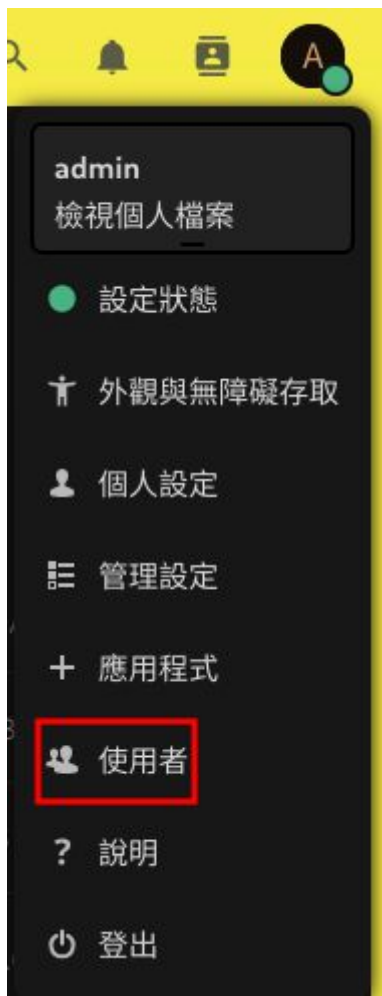 A
admin
檢視個人檔案
設定狀態
外觀與無障礙存取
個人設定
管理設定
應用程式
使用者
? 說明
登出